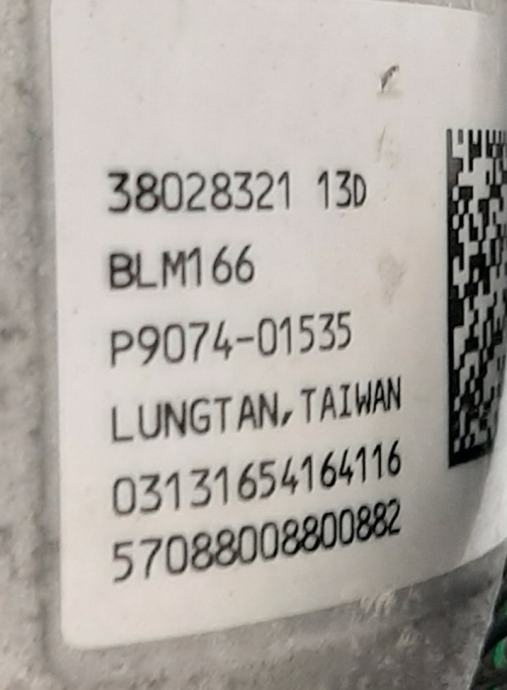 38028321 13D
BLM166
P9074-01535
LUNGTAN,TAIWAN
03131654164116
57088008800882